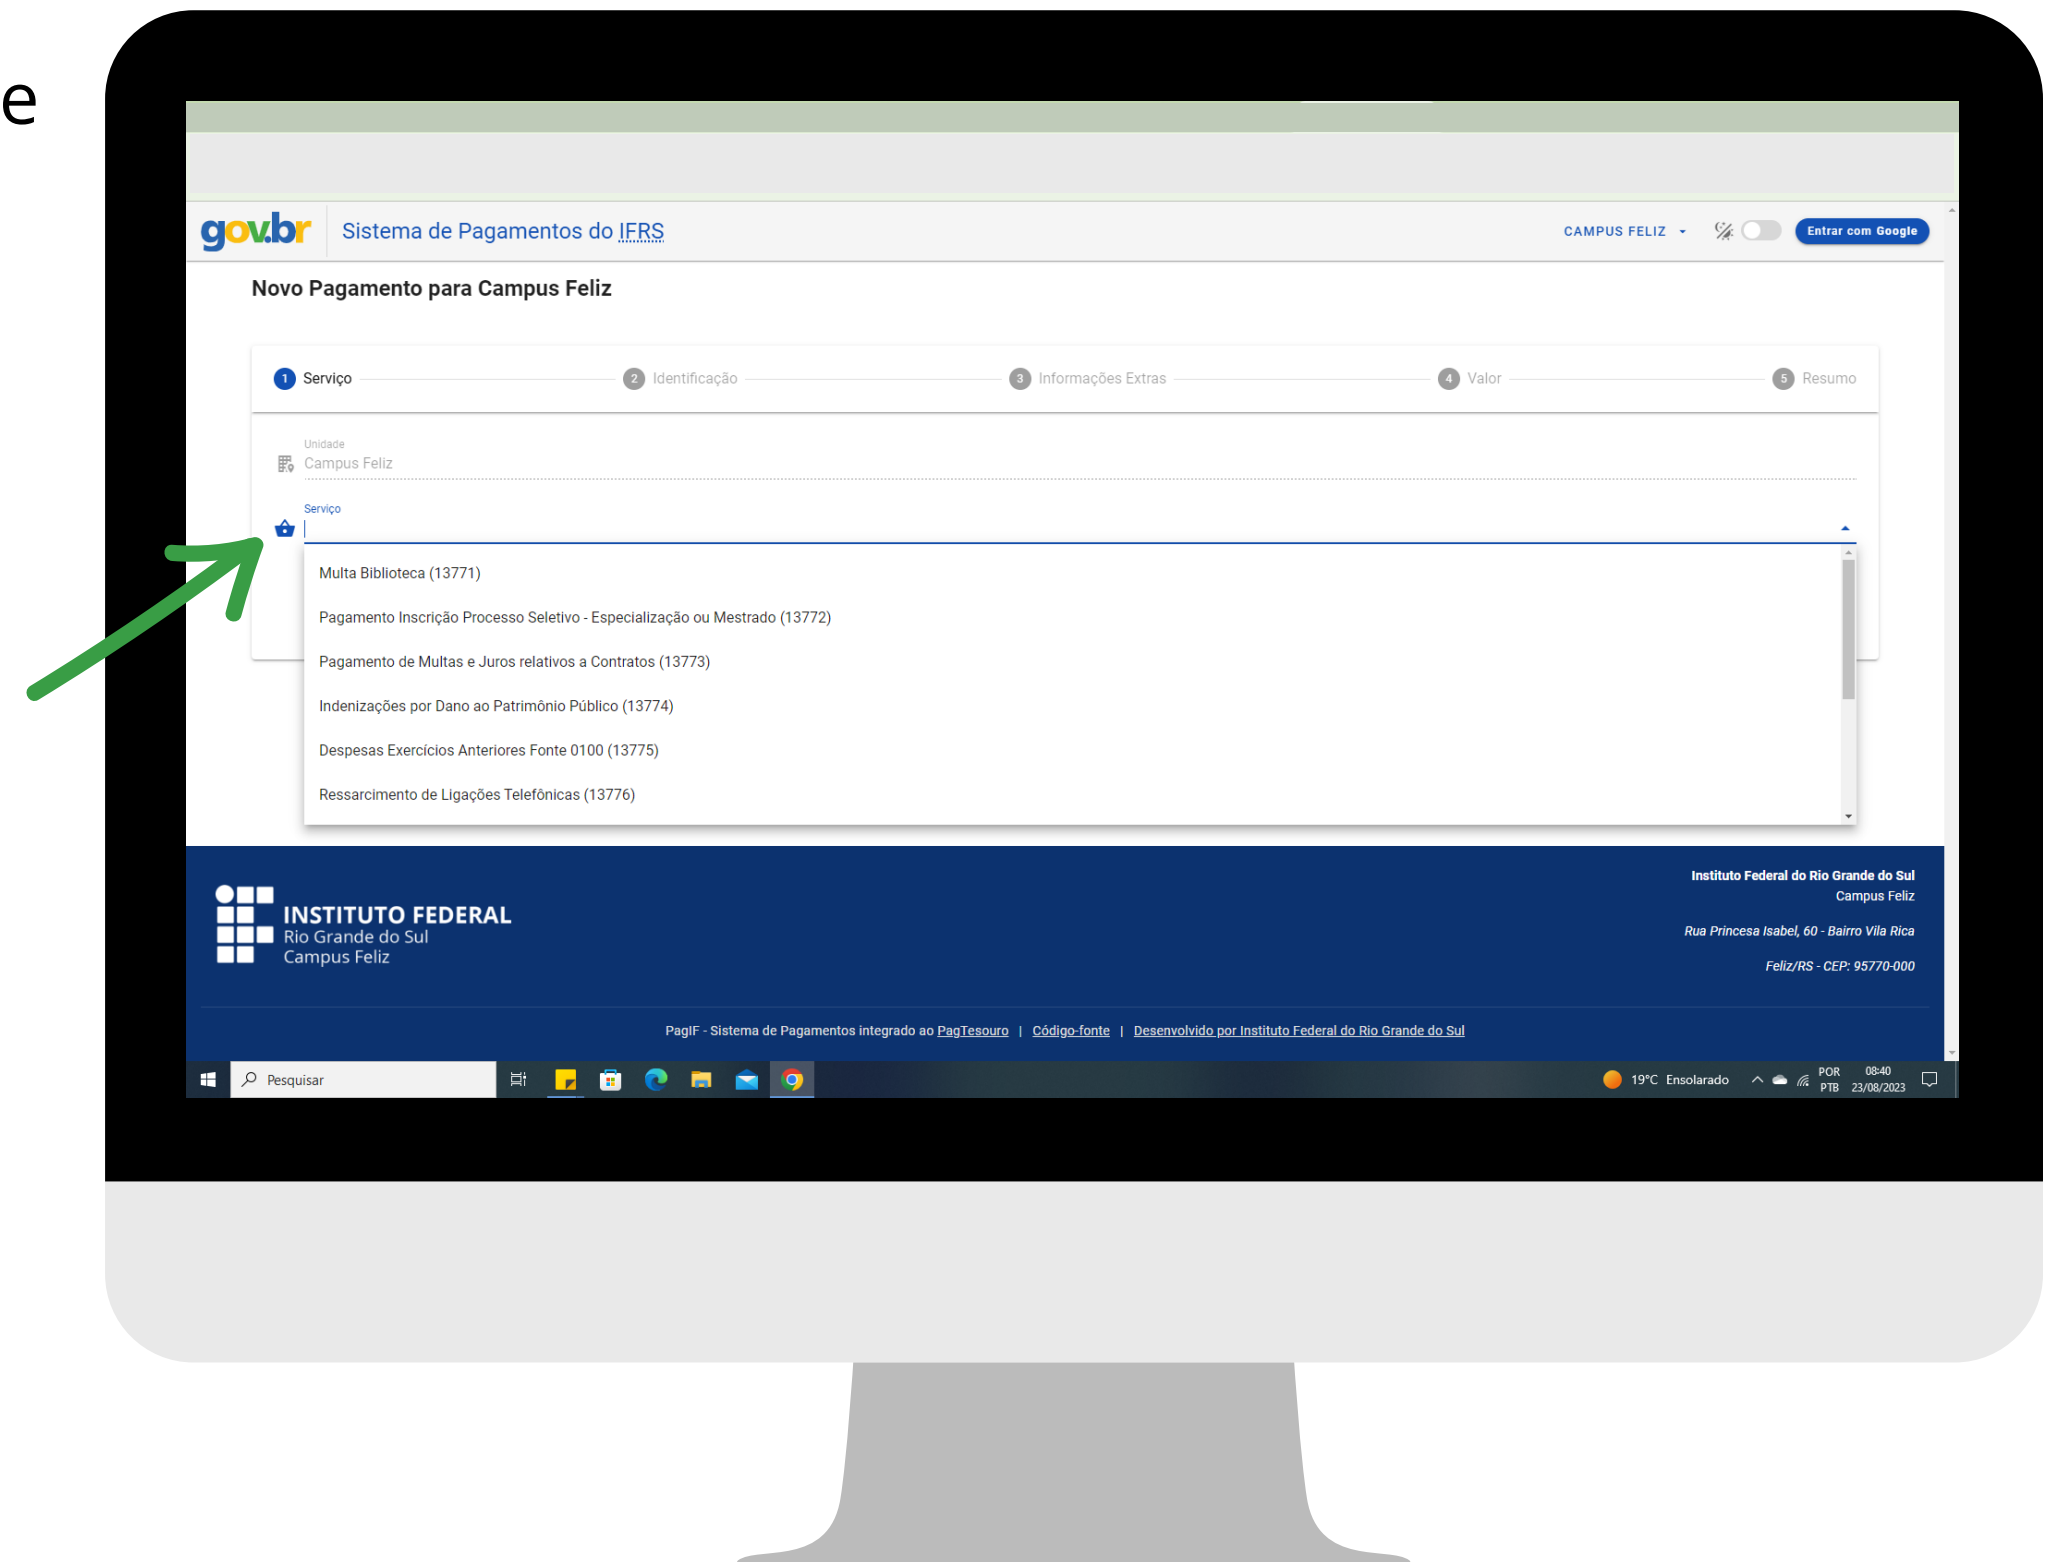 e
gov.br
Sistema de Pagamentos do IFRS
CAMPUS FELIZ
Entrar com Google
Novo Pagamento para Campus Feliz
1 Serviço 2 Identificação 3 Informações Extras 4 Valor 5 Resumo
Unidade
Campus Feliz
Serviço
Multa Biblioteca (13771)
Pagamento Inscrição Processo Seletivo - Especialização ou Mestrado (13772)
Pagamento de Multas e Juros relativos a Contratos (13773)
Indenizações por Dano ao Patrimônio Público (13774)
Despesas Exercícios Anteriores Fonte 0100 (13775)
Ressarcimento de Ligações Telefônicas (13776)
INSTITUTO FEDERAL
Rio Grande do Sul
Campus Feliz
Instituto Federal do Rio Grande do Sul
Campus Feliz
Rua Princesa Isabel, 60 - Bairro Vila Rica
Feliz/RS - CEP: 95770-000
PagIF - Sistema de Pagamentos integrado ao PagTesouro | Código-fonte | Desenvolvido por Instituto Federal do Rio Grande do Sul
Pesquisar
19°C Ensolarado
POR
PTB
08:40
23/08/2023